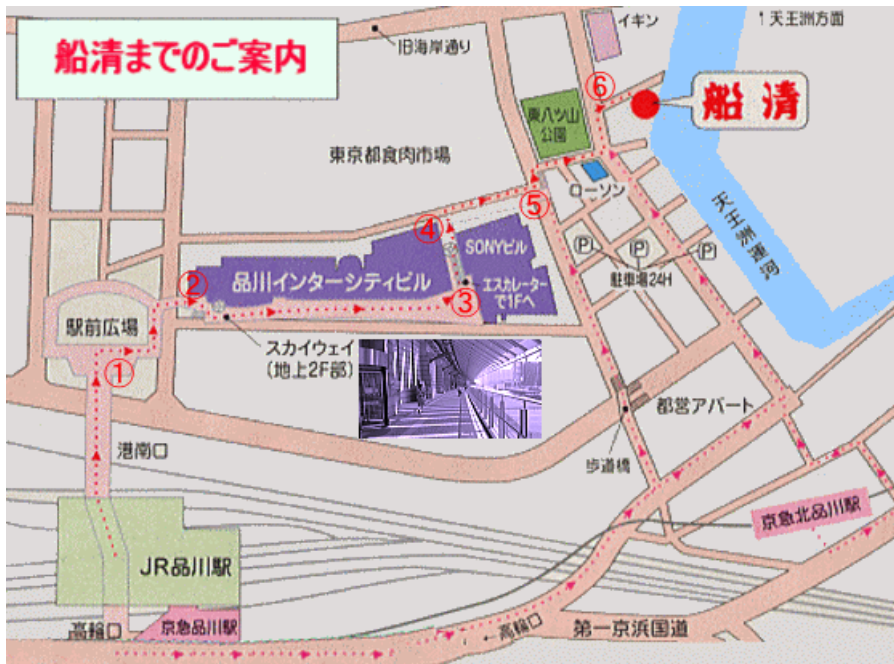 船清までのご案内
旧海岸通り
イギン
↑天王洲方面
⑥
船清
東八ツ山
公園
東京都食肉市場
ローソン
⑤
④
天王洲運河
SONYビル
Ⓟ
Ⓟ
Ⓟ
駐車場24H
②
品川インターシティビル
エスカレーター
で1Fへ
③
駅前広場
①
スカイウェイ
(地上2F部)
都営アパート
歩道橋
港南口
京急北品川駅
JR品川駅
高輪口
京急品川駅
←高輪口
第一京浜国道